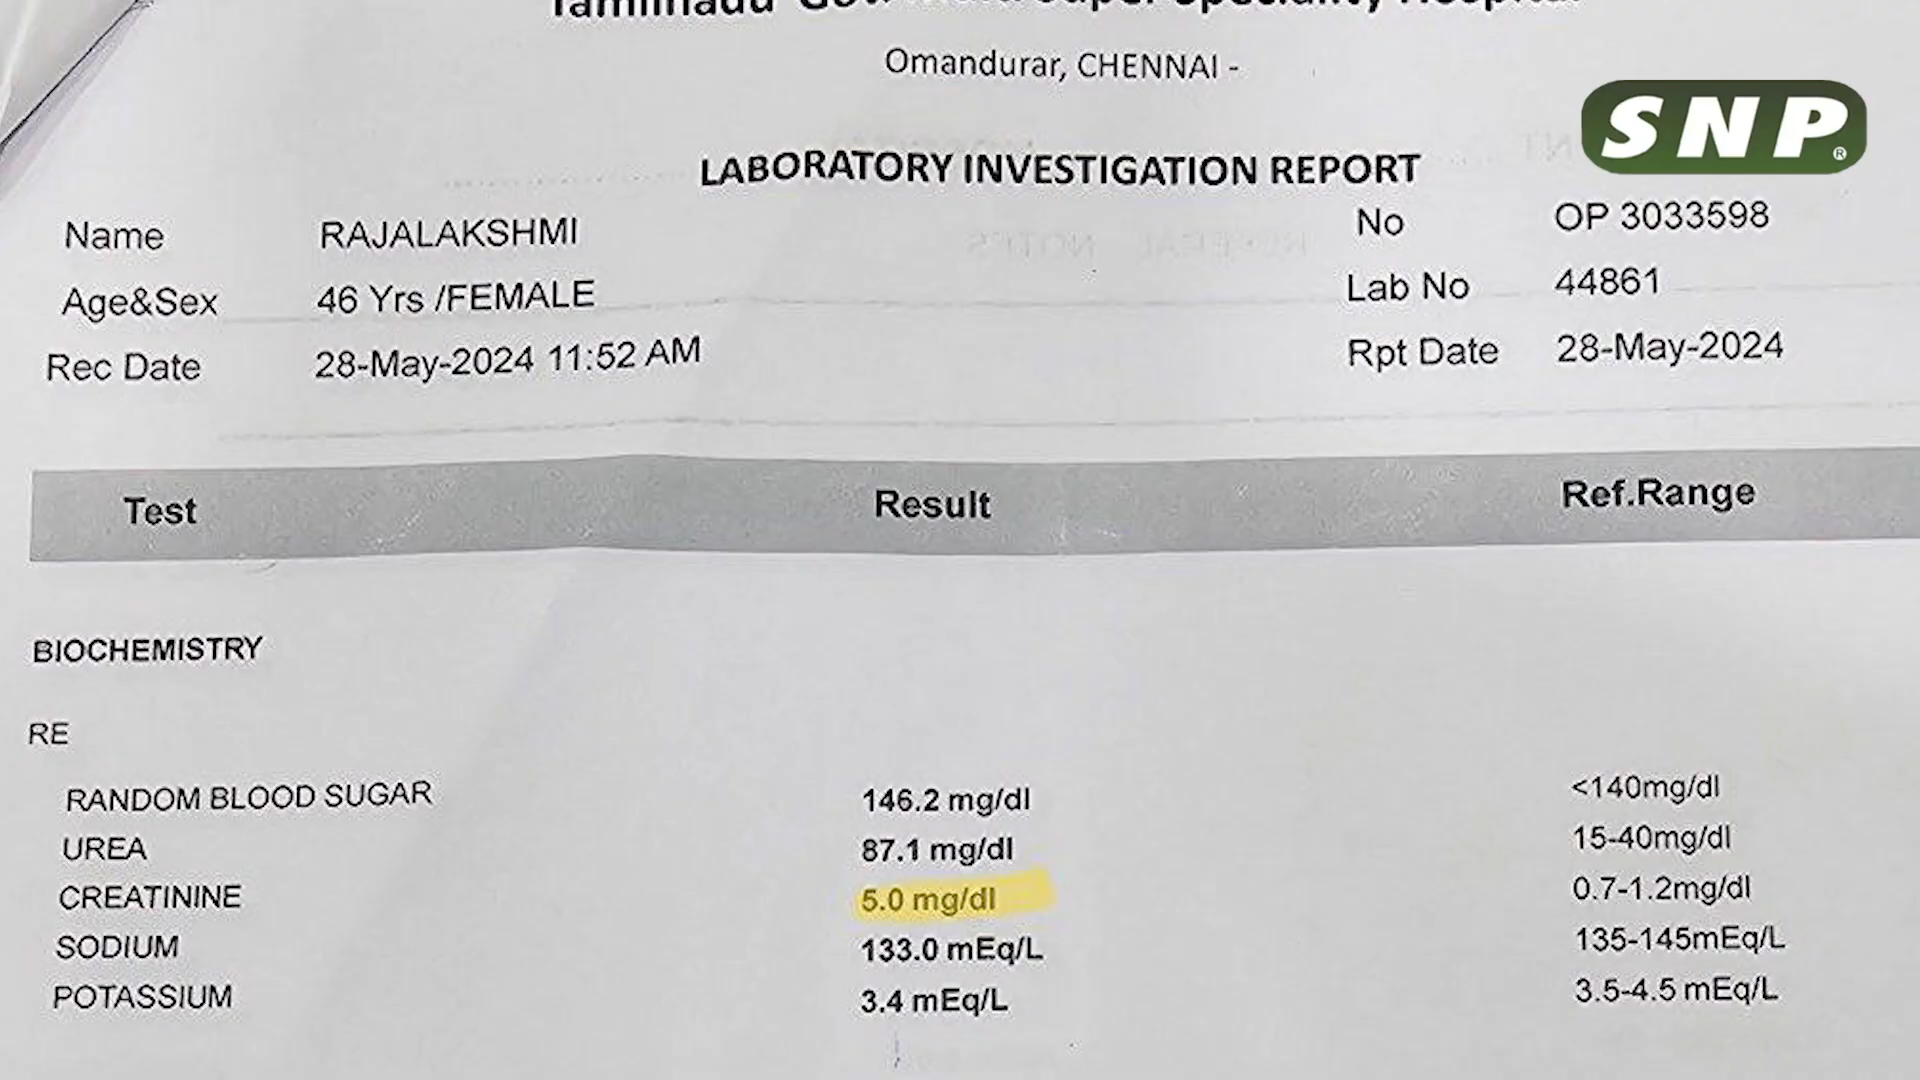 Omandurar, CHENNAI -
SNP®
LABORATORY INVESTIGATION REPORT
Name RAJALAKSHMI No OP 3033598
Age&Sex 46 Yrs /FEMALE Lab No 44861
Rec Date 28-May-2024 11:52 AM Rpt Date 28-May-2024
Test Result Ref.Range
BIOCHEMISTRY
RE
RANDOM BLOOD SUGAR 146.2 mg/dl <140mg/dl
UREA 87.1 mg/dl 15-40mg/dl
CREATININE 5.0 mg/dl 0.7-1.2mg/dl
SODIUM 133.0 mEq/L 135-145mEq/L
POTASSIUM 3.4 mEq/L 3.5-4.5 mEq/L